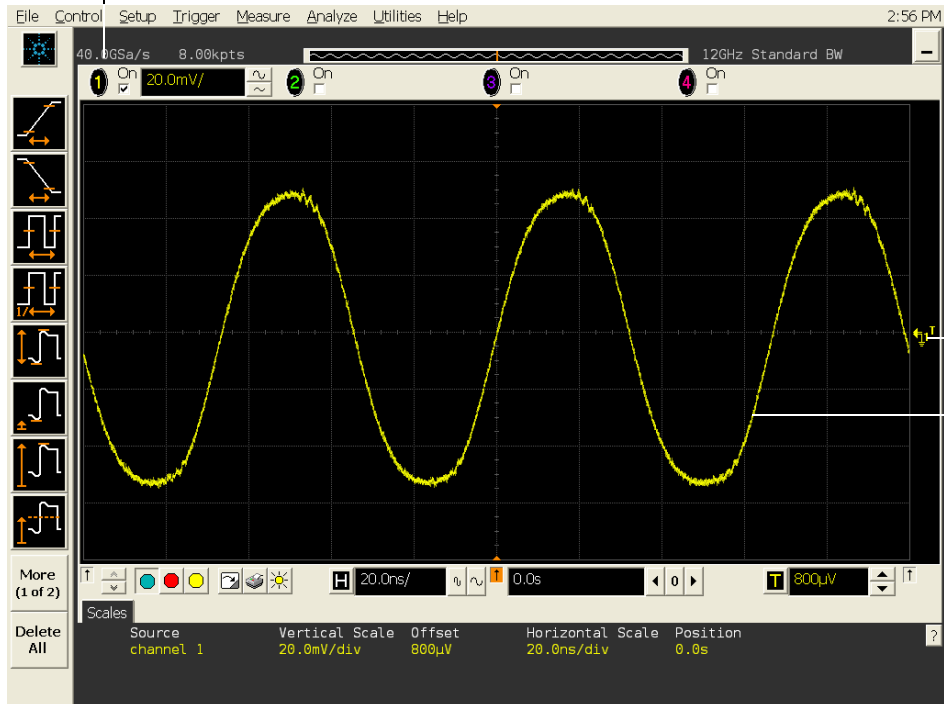 File Control Setup Trigger Measure Analyze Utilities Help 2:56 PM
40.0GSa/s 8.00kpts 12GHz Standard BW
1 On 20.0mV/ 2 On 3 On 4 On
1/
T
More
(1 of 2)
Delete
All
H 20.0ns/ 0.0s 0 T 800µV
Scales
Source Vertical Scale Offset Horizontal Scale Position ?
channel 1 20.0mV/div 800µV 20.0ns/div 0.0s